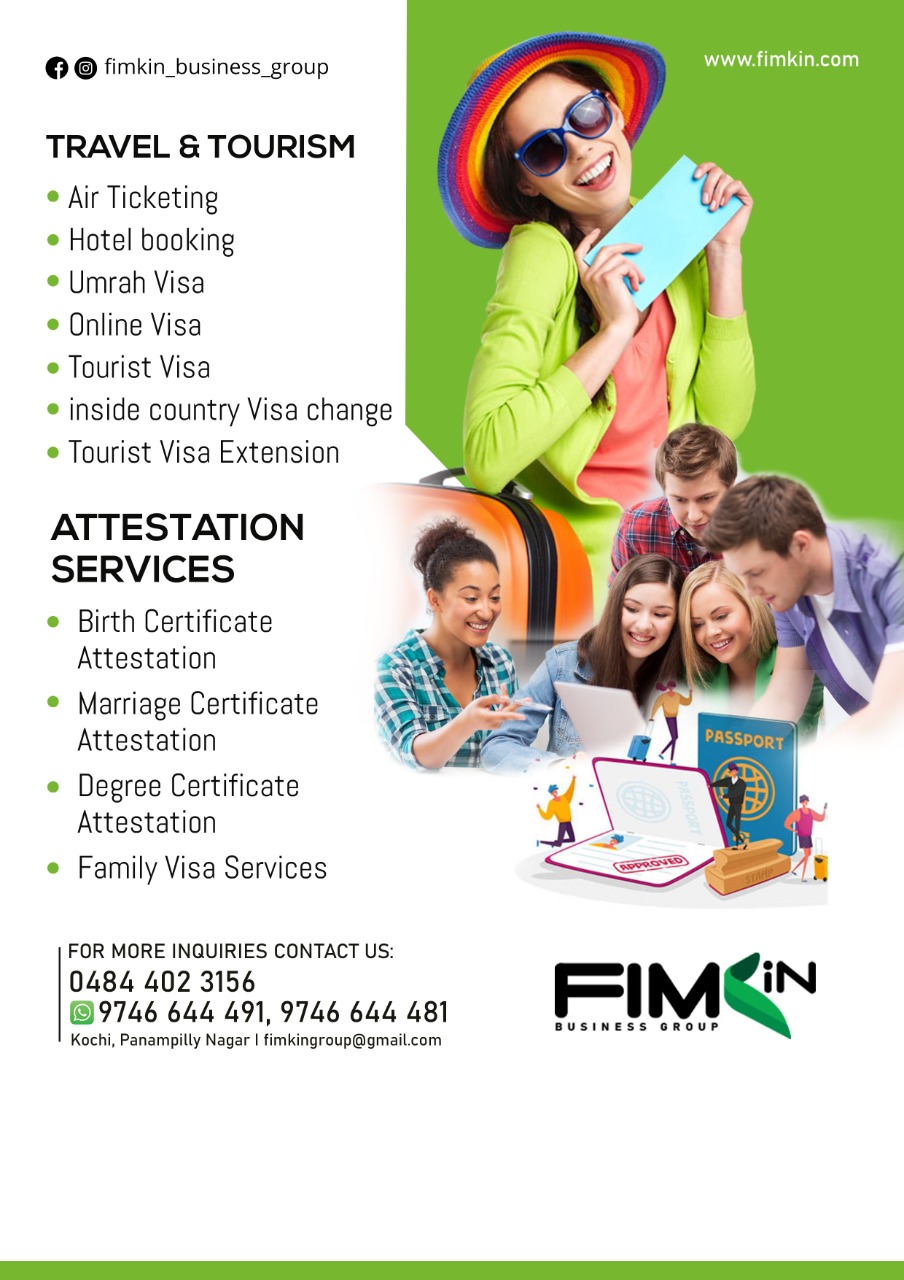 fimkin_business_group
www.fimkin.com
TRAVEL & TOURISM
Air Ticketing
Hotel booking
Umrah Visa
Online Visa
Tourist Visa
inside country Visa change
Tourist Visa Extension
ATTESTATION
SERVICES
Birth Certificate
Attestation
Marriage Certificate
Attestation
Degree Certificate
Attestation
Family Visa Services
PASSPORT
PASSPORT
APPROVED
STAMP
FOR MORE INQUIRIES CONTACT US:
0484 402 3156
9746 644 491, 9746 644 481
Kochi, Panampilly Nagar I fimkingroup@gmail.com
FIMKiN
BUSINESS GROUP